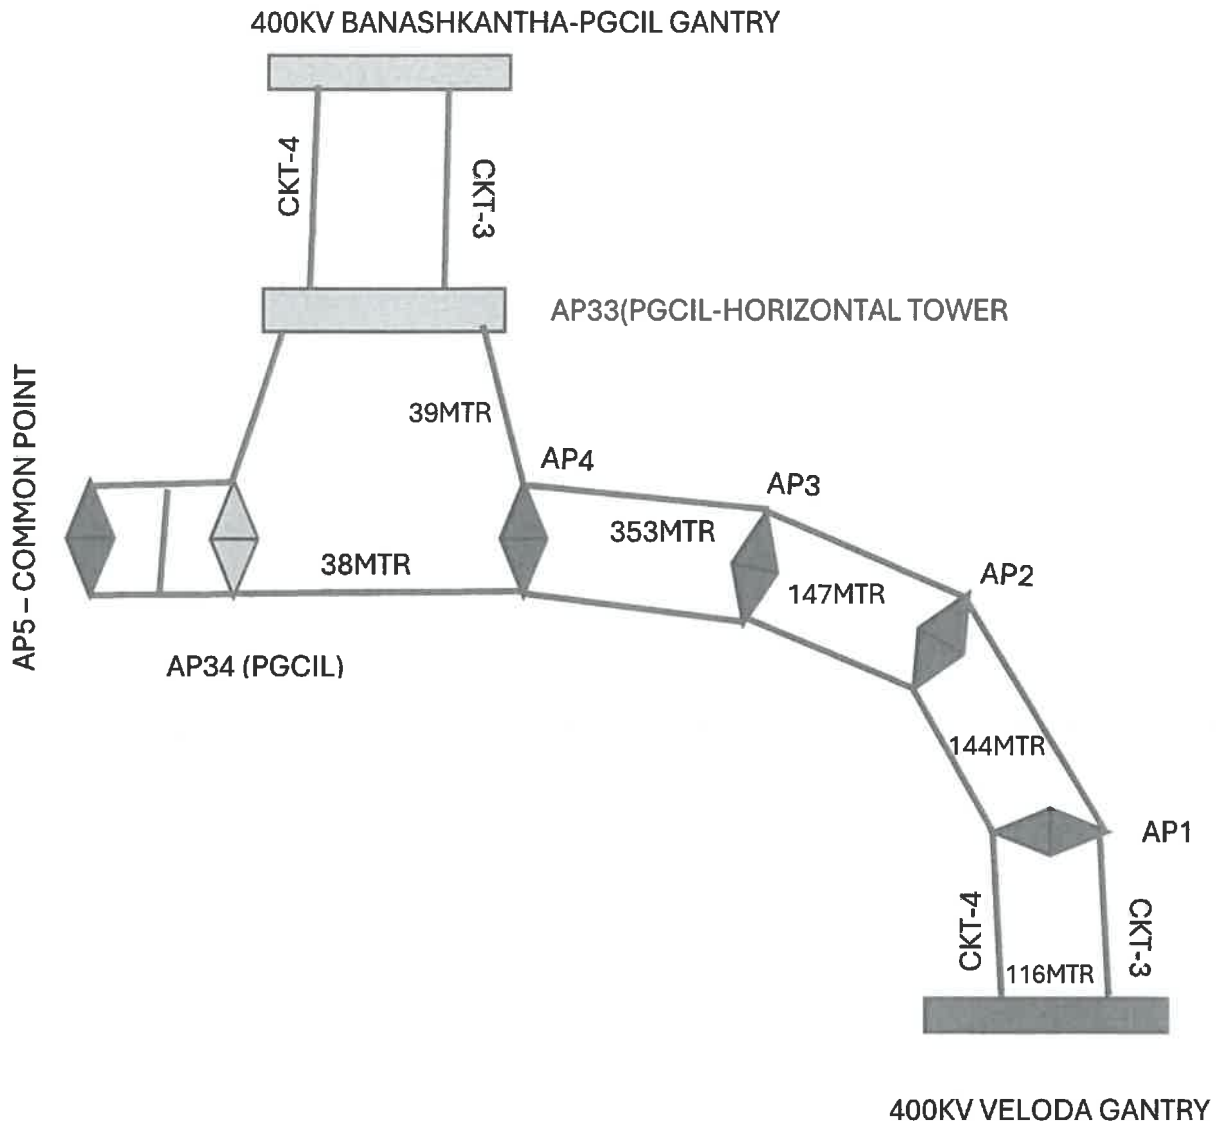 400KV BANASHKANTHA-PGCIL GANTRY
CKT-4
CKT-3
AP33(PGCIL-HORIZONTAL TOWER
39MTR
AP5 – COMMON POINT
AP4
AP3
353MTR
38MTR
AP2
147MTR
AP34 (PGCIL)
144MTR
AP1
CKT-4
CKT-3
116MTR
400KV VELODA GANTRY